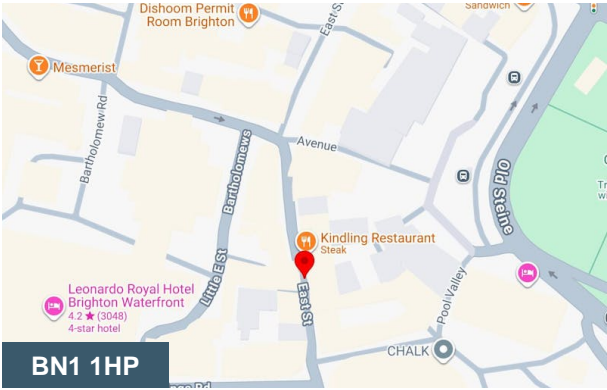 Dishoom Permit
Room Brighton
Sandwich
East S
Mesmerist
Bartholomew Rd
Avenue
Bartholomews
Old Steine
Kindling Restaurant
Steak
Little E St
East St
Pool Valley
Leonardo Royal Hotel
Brighton Waterfront
4.2 ★ (3048)
4-star hotel
CHALK
BN1 1HP